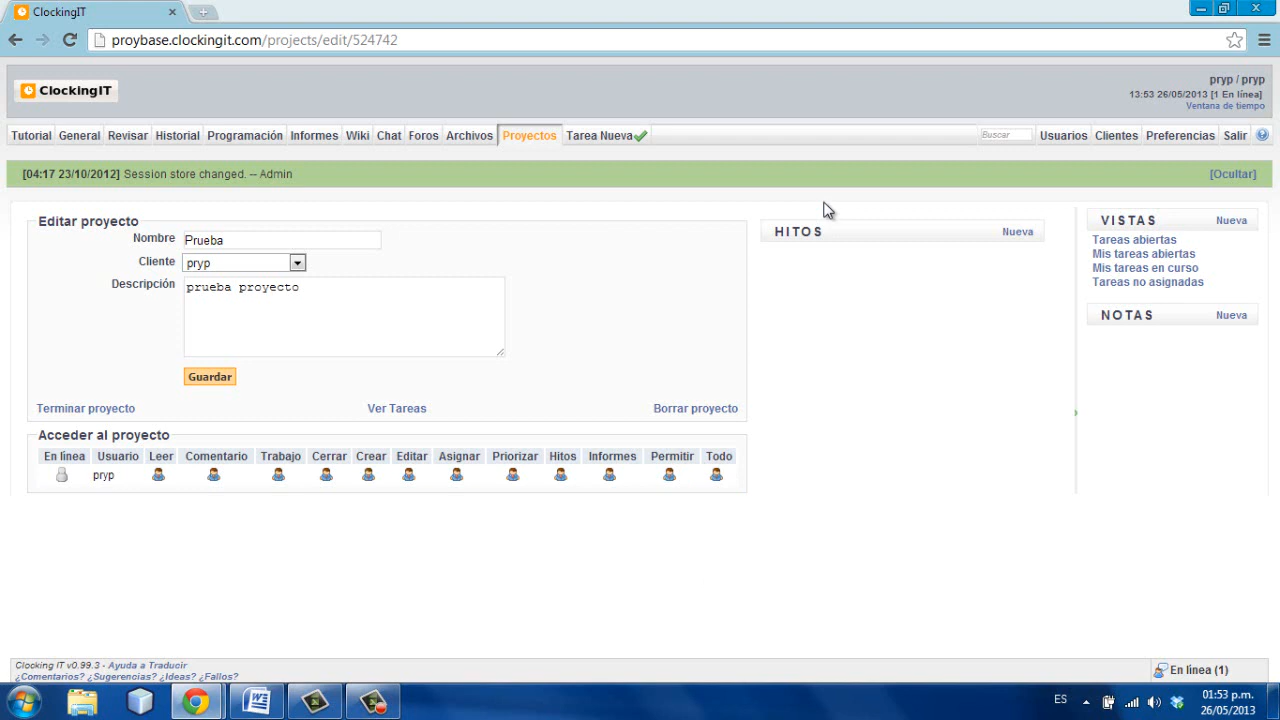 ClockingIT
proybase.clockingit.com/projects/edit/524742
ClockingIT
pryp / pryp
13:53 26/05/2013 [1 En línea]
Ventana de tiempo
Tutorial General Revisar Historial Programación Informes Wiki Chat Foros Archivos Proyectos Tarea Nueva Buscar Usuarios Clientes Preferencias Salir
[04:17 23/10/2012] Session store changed. -- Admin [Ocultar]
Editar proyecto
Nombre Prueba
Cliente pryp
Descripción prueba proyecto
Guardar
Terminar proyecto Ver Tareas Borrar proyecto
Acceder al proyecto
En línea Usuario Leer Comentario Trabajo Cerrar Crear Editar Asignar Priorizar Hitos Informes Permitir Todo
pryp
HITOS Nueva
VISTAS Nueva
Tareas abiertas
Mis tareas abiertas
Mis tareas en curso
Tareas no asignadas
NOTAS Nueva
Clocking IT v0.99.3 - Ayuda a Traducir
¿Comentarios? ¿Sugerencias? ¿Ideas? ¿Fallos?
En línea (1)
ES
01:53 p.m.
26/05/2013